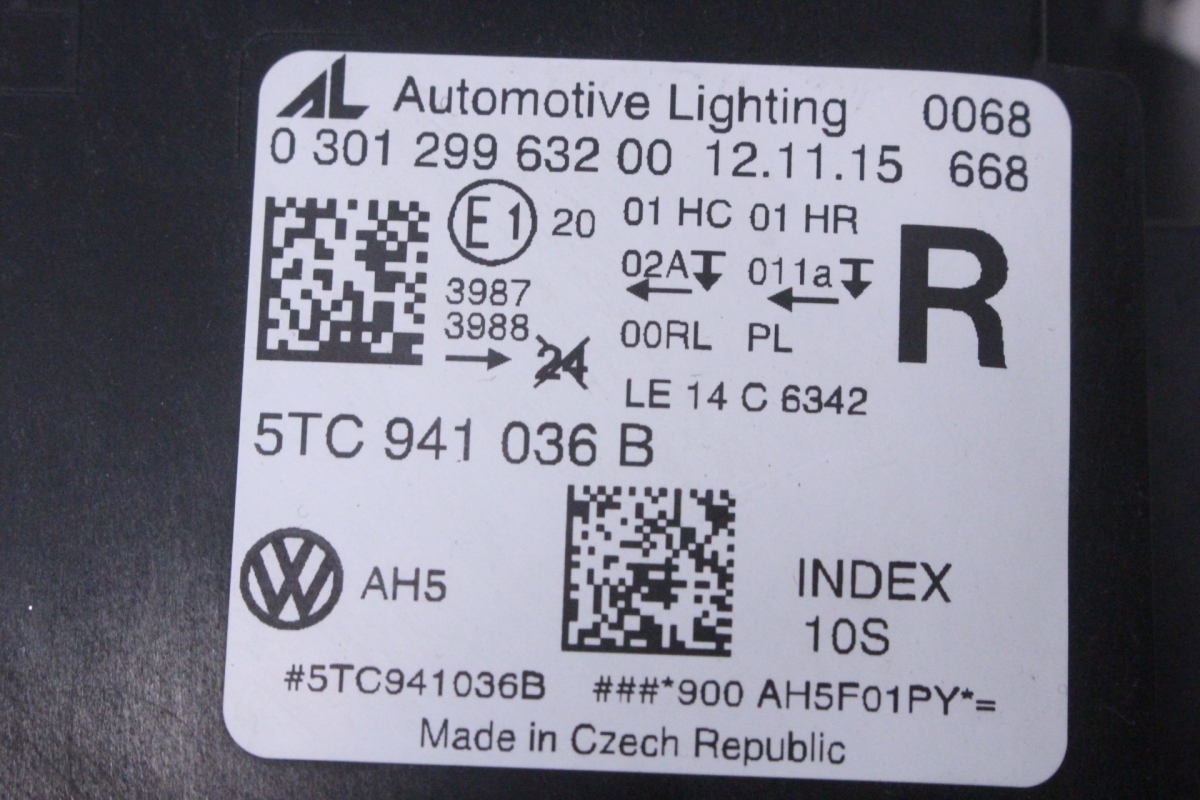 AL Automotive Lighting 0068
0 301 299 632 00 12.11.15 668
E1 20 01 HC 01 HR
R
3987 02A 011a
3988 00RL PL
24
LE 14 C 6342
5TC 941 036 B
VW AH5
INDEX
10S
#5TC941036B ###*900 AH5F01PY*=
Made in Czech Republic